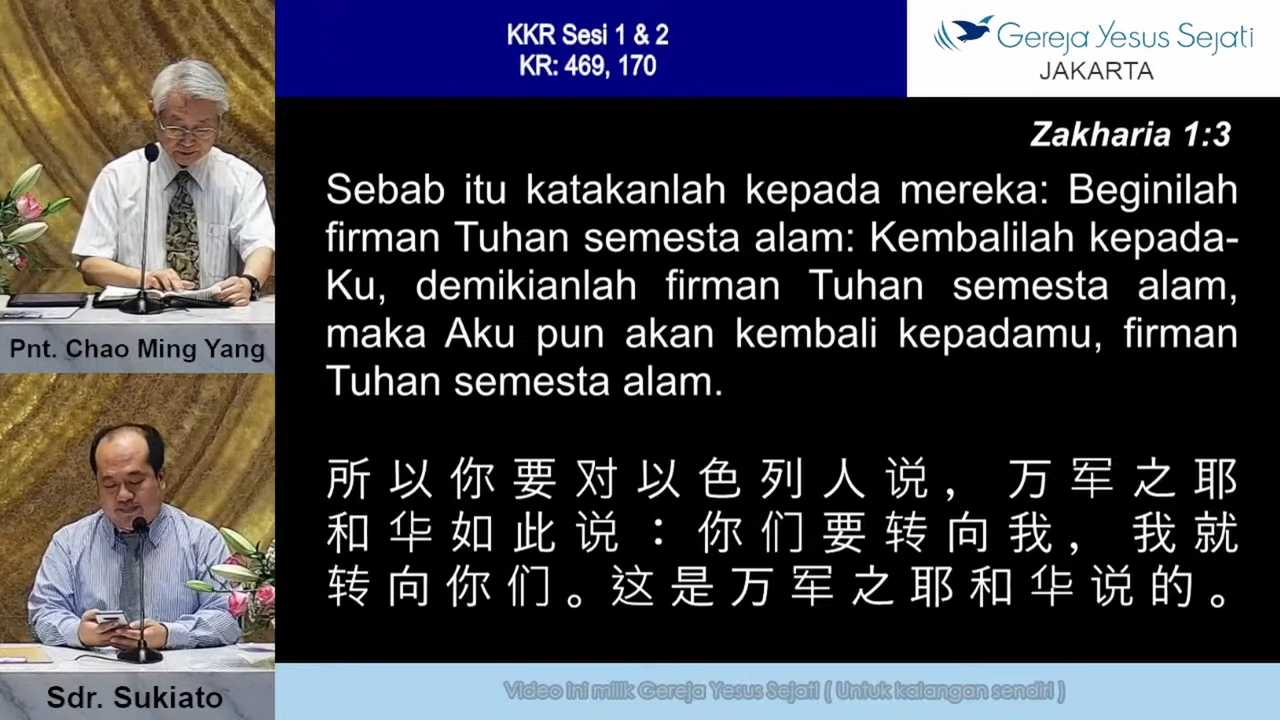 KKR Sesi 1 & 2
KR: 469, 170
Gereja Yesus Sejati
JAKARTA
Zakharia 1:3
Sebab itu katakanlah kepada mereka: Beginilah
firman Tuhan semesta alam: Kembalilah kepada-
Ku, demikianlah firman Tuhan semesta alam,
maka Aku pun akan kembali kepadamu, firman
Tuhan semesta alam.
所以你要对以色列人说，万军之耶
和华如此说：你们要转向我，我就
转向你们。这是万军之耶和华说的。
Pnt. Chao Ming Yang
Sdr. Sukiato
Video ini milik Gereja Yesus Sejati ( Untuk kalangan sendiri )